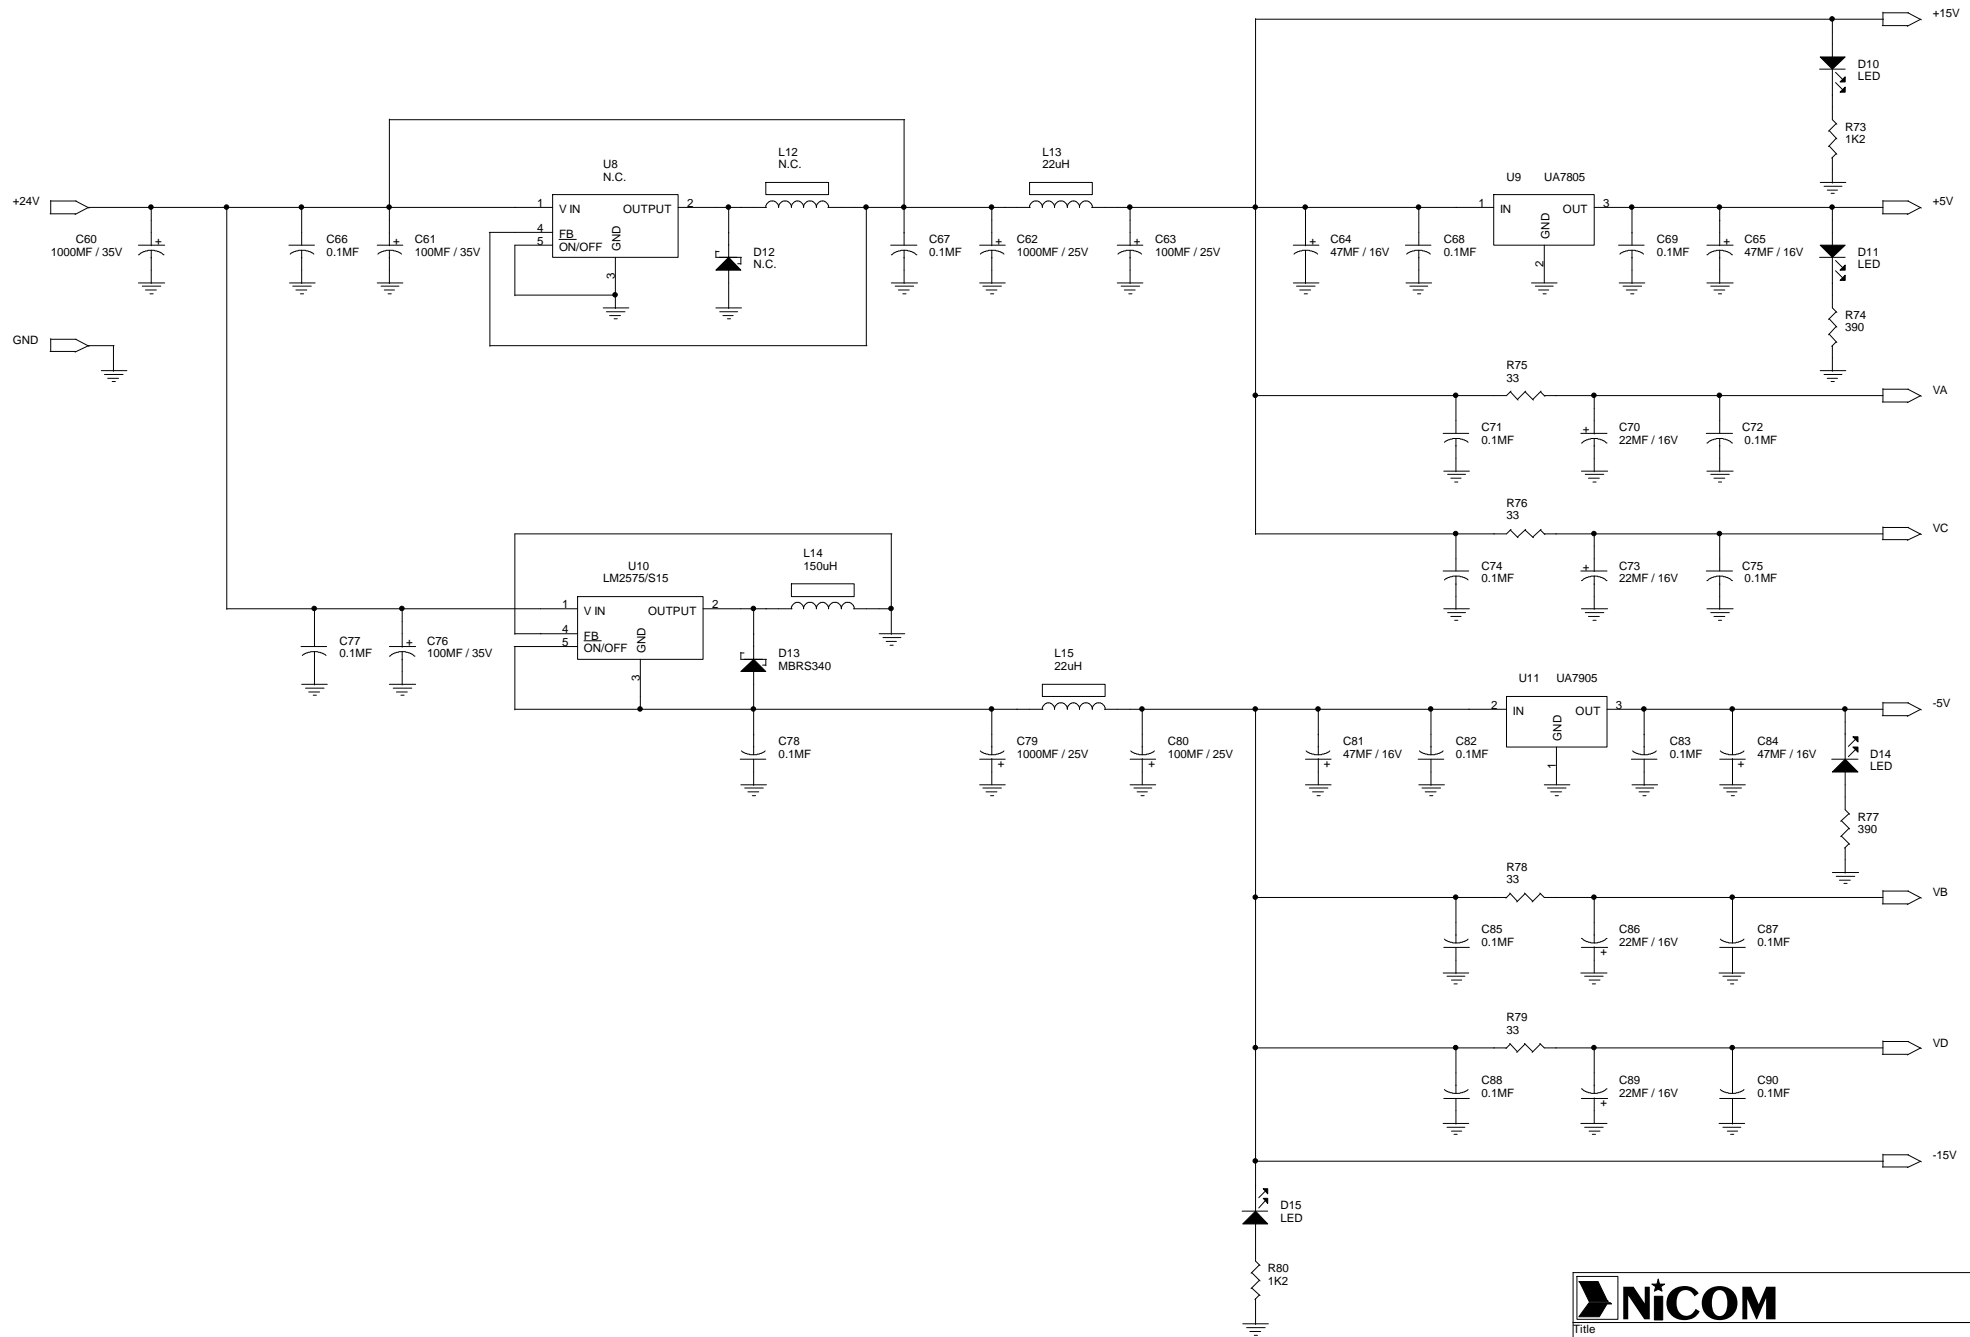 +15V
D10
LED
R73
1K2
U8
N.C.
L12
N.C.
L13
22uH
U9 UA7805
+24V
1 V IN OUTPUT 2
4 FB
5 ON/OFF
GND
3
1 IN OUT 3
GND
2
+5V
C60
1000MF / 35V
C66
0.1MF
C61
100MF / 35V
D12
N.C.
C67
0.1MF
C62
1000MF / 25V
C63
100MF / 25V
C64
47MF / 16V
C68
0.1MF
C69
0.1MF
C65
47MF / 16V
D11
LED
R74
390
GND
R75
33
VA
C71
0.1MF
C70
22MF / 16V
C72
0.1MF
R76
33
VC
C74
0.1MF
C73
22MF / 16V
C75
0.1MF
U10
LM2575/S15
L14
150uH
1 V IN OUTPUT 2
4 FB
5 ON/OFF
GND
3
C77
0.1MF
C76
100MF / 35V
D13
MBRS340
L15
22uH
U11 UA7905
2 IN OUT 3
GND
1
-5V
C78
0.1MF
C79
1000MF / 25V
C80
100MF / 25V
C81
47MF / 16V
C82
0.1MF
C83
0.1MF
C84
47MF / 16V
D14
LED
R77
390
R78
33
VB
C85
0.1MF
C86
22MF / 16V
C87
0.1MF
R79
33
VD
C88
0.1MF
C89
22MF / 16V
C90
0.1MF
-15V
D15
LED
R80
1K2
NiCOM
Title